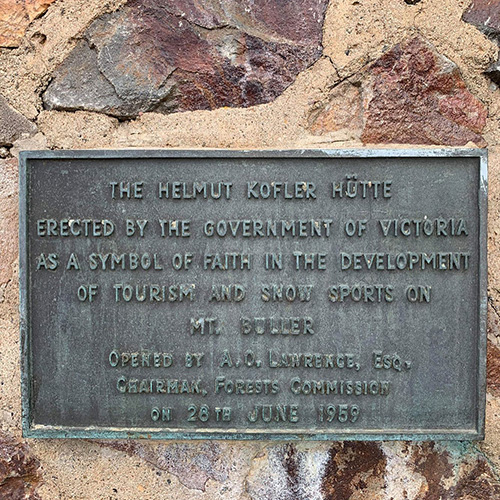 THE HELMUT KOFLER HÜTTE
ERECTED BY THE GOVERNMENT OF VICTORIA
AS A SYMBOL OF FAITH IN THE DEVELOPMENT
OF TOURISM AND SNOW SPORTS ON
MT. BULLER
OPENED BY A. O. LAWRENCE, ESQ.
CHAIRMAN, FORESTS COMMISSION
ON 28TH JUNE 1959